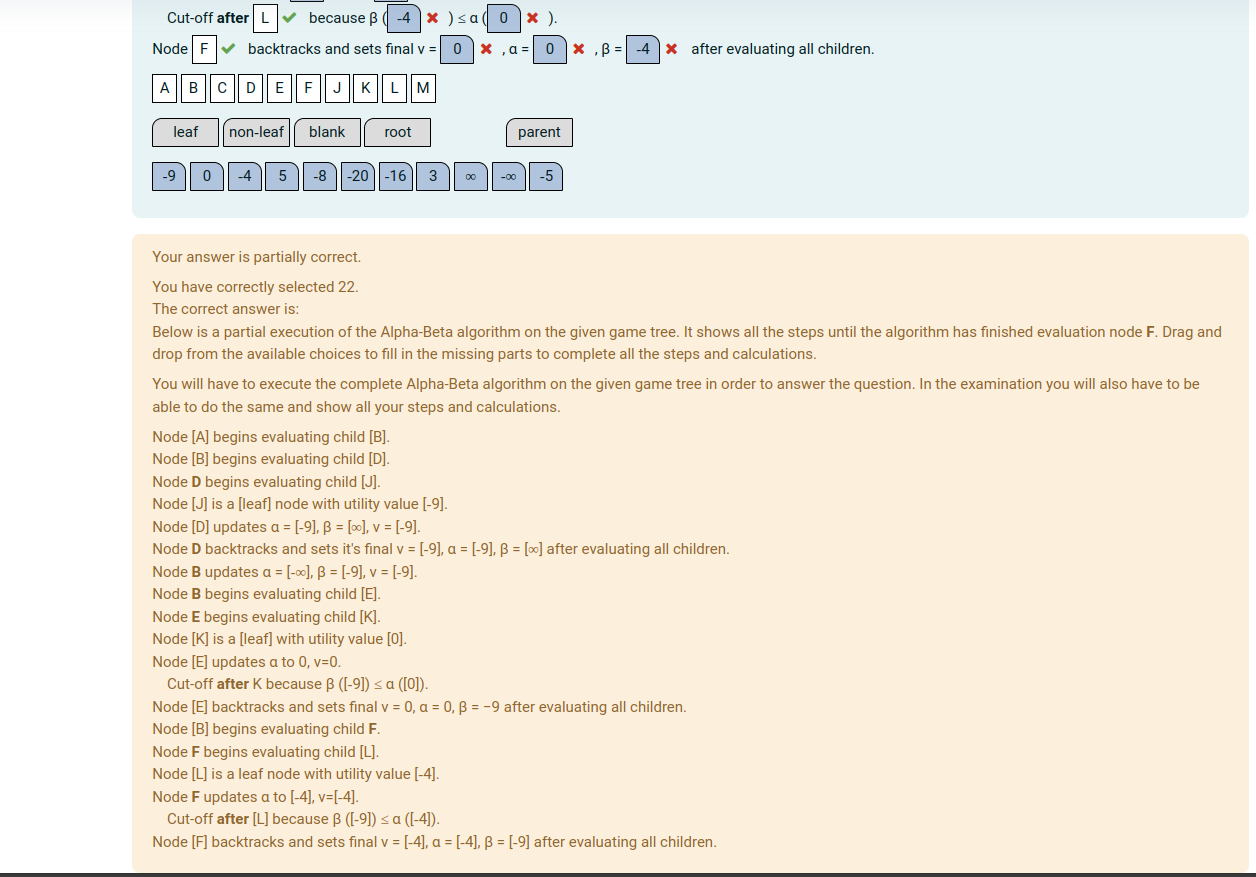 Cut-off after L because β ( -4 ) ≤ α ( 0 ).
Node F backtracks and sets final v = 0 , α = 0 , β = -4 after evaluating all children.
A B C D E F J K L M
leaf non-leaf blank root parent
-9 0 -4 5 -8 -20 -16 3 ∞ -∞ -5
Your answer is partially correct.
You have correctly selected 22.
The correct answer is:
Below is a partial execution of the Alpha-Beta algorithm on the given game tree. It shows all the steps until the algorithm has finished evaluation node F. Drag and
drop from the available choices to fill in the missing parts to complete all the steps and calculations.
You will have to execute the complete Alpha-Beta algorithm on the given game tree in order to answer the question. In the examination you will also have to be
able to do the same and show all your steps and calculations.
Node [A] begins evaluating child [B].
Node [B] begins evaluating child [D].
Node D begins evaluating child [J].
Node [J] is a [leaf] node with utility value [-9].
Node [D] updates α = [-9], β = [∞], v = [-9].
Node D backtracks and sets it's final v = [-9], α = [-9], β = [∞] after evaluating all children.
Node B updates α = [-∞], β = [-9], v = [-9].
Node B begins evaluating child [E].
Node E begins evaluating child [K].
Node [K] is a [leaf] with utility value [0].
Node [E] updates α to 0, v=0.
Cut-off after K because β ([-9]) ≤ α ([0]).
Node [E] backtracks and sets final v = 0, α = 0, β = −9 after evaluating all children.
Node [B] begins evaluating child F.
Node F begins evaluating child [L].
Node [L] is a leaf node with utility value [-4].
Node F updates α to [-4], v=[-4].
Cut-off after [L] because β ([-9]) ≤ α ([-4]).
Node [F] backtracks and sets final v = [-4], α = [-4], β = [-9] after evaluating all children.